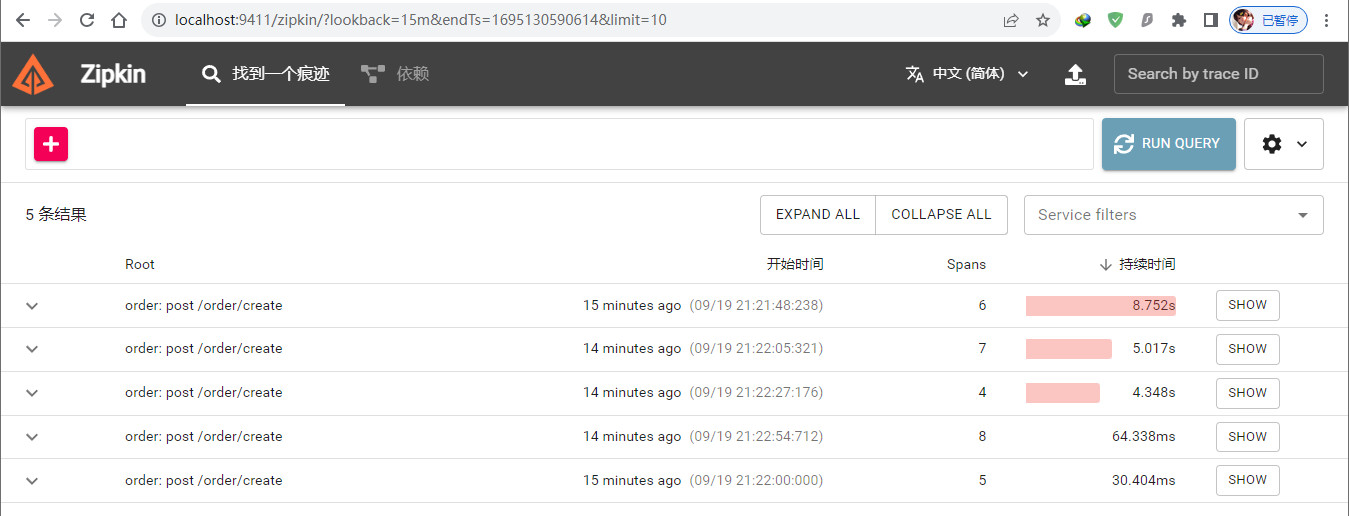 localhost:9411/zipkin/?lookback=15m&endTs=1695130590614&limit=10 已暂停
Zipkin 找到一个痕迹 依赖 中文 (简体) Search by trace ID
RUN QUERY
5 条结果 EXPAND ALL COLLAPSE ALL Service filters
Root 开始时间 Spans 持续时间
order: post /order/create 15 minutes ago (09/19 21:21:48:238) 6 8.752s SHOW
order: post /order/create 14 minutes ago (09/19 21:22:05:321) 7 5.017s SHOW
order: post /order/create 14 minutes ago (09/19 21:22:27:176) 4 4.348s SHOW
order: post /order/create 14 minutes ago (09/19 21:22:54:712) 8 64.338ms SHOW
order: post /order/create 15 minutes ago (09/19 21:22:00:000) 5 30.404ms SHOW